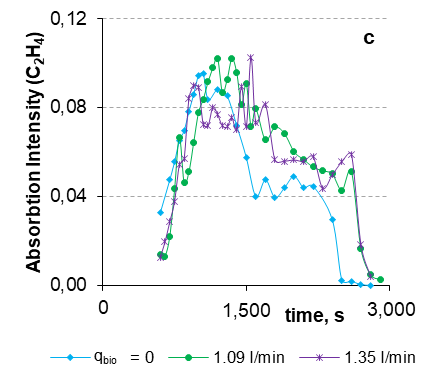 0,12
c
Absorbtion Intensity (C₂H₄)
0,08
0,04
0,00
0
1,500
time, s
3,000
qbio = 0
1.09 l/min
1.35 l/min